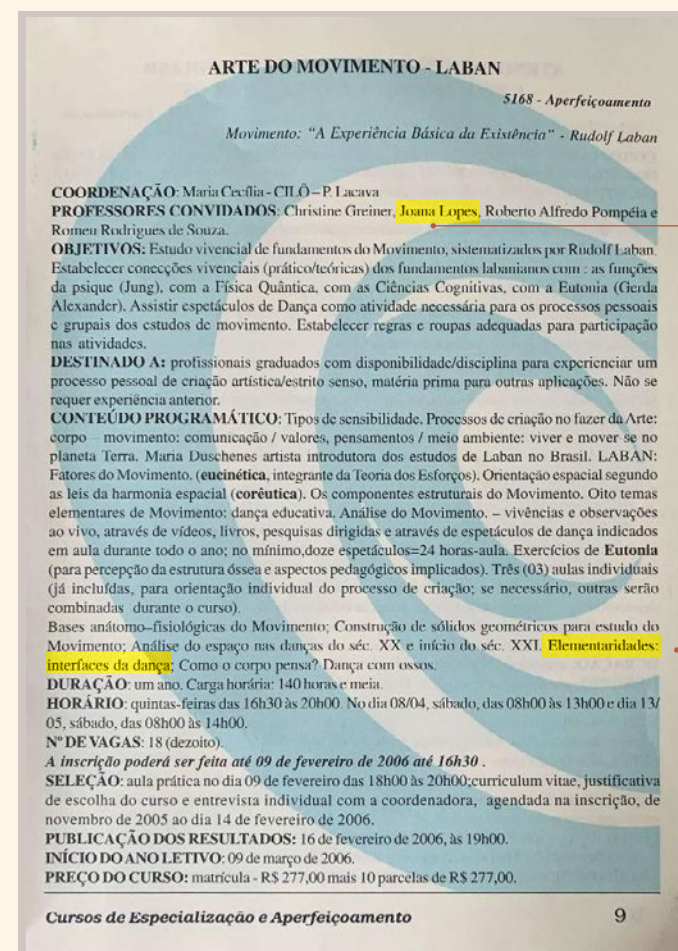 ARTE DO MOVIMENTO - LABAN
5168 - Aperfeiçoamento
Movimento: "A Experiência Básica da Existência" - Rudolf Laban
COORDENAÇÃO: Maria Cecília - CILÔ – P. Lacava
PROFESSORES CONVIDADOS: Christine Greiner, Joana Lopes, Roberto Alfredo Pompéia e
Romeu Rodrigues de Souza.
OBJETIVOS: Estudo vivencial de fundamentos do Movimento, sistematizados por Rudolf Laban.
Estabelecer conecções vivenciais (prático/teóricas) dos fundamentos labanianos com : as funções
da psique (Jung), com a Física Quântica, com as Ciências Cognitivas, com a Eutonia (Gerda
Alexander). Assistir espetáculos de Dança como atividade necessária para os processos pessoais
e grupais dos estudos de movimento. Estabelecer regras e roupas adequadas para participação
nas atividades.
DESTINADO A: profissionais graduados com disponibilidade/disciplina para experienciar um
processo pessoal de criação artística/estrito senso, matéria prima para outras aplicações. Não se
requer experiência anterior.
CONTEÚDO PROGRAMÁTICO: Tipos de sensibilidade. Processos de criação no fazer da Arte:
corpo movimento: comunicação / valores, pensamentos / meio ambiente: viver e mover se no
planeta Terra. Maria Duschenes artista introdutora dos estudos de Laban no Brasil. LABAN:
Fatores do Movimento. (eucinética, integrante da Teoria dos Esforços). Orientação espacial segundo
as leis da harmonia espacial (corêutica). Os componentes estruturais do Movimento. Oito temas
elementares de Movimento: dança educativa. Análise do Movimento. – vivências e observações
ao vivo, através de vídeos, livros, pesquisas dirigidas e através de espetáculos de dança indicados
em aula durante todo o ano; no mínimo,doze espetáculos=24 horas-aula. Exercícios de Eutonia
(para percepção da estrutura óssea e aspectos pedagógicos implicados). Três (03) aulas individuais
(já incluídas, para orientação individual do processo de criação; se necessário, outras serão
combinadas durante o curso).
Bases anátomo–fisiológicas do Movimento; Construção de sólidos geométricos para estudo do
Movimento; Análise do espaço nas danças do séc. XX e início do séc. XXI. Elementaridades:
interfaces da dança; Como o corpo pensa? Dança com ossos.
DURAÇÃO: um ano. Carga horária: 140 horas e meia.
HORÁRIO: quintas-feiras das 16h30 às 20h00. No dia 08/04, sábado, das 08h00 às 13h00 e dia 13/
05, sábado, das 08h00 às 14h00.
Nº DE VAGAS: 18 (dezoito).
A inscrição poderá ser feita até 09 de fevereiro de 2006 até 16h30 .
SELEÇÃO: aula prática no dia 09 de fevereiro das 18h00 às 20h00;curriculum vitae, justificativa
de escolha do curso e entrevista individual com a coordenadora, agendada na inscrição, de
novembro de 2005 ao dia 14 de fevereiro de 2006.
PUBLICAÇÃO DOS RESULTADOS: 16 de fevereiro de 2006, às 19h00.
INÍCIO DO ANO LETIVO: 09 de março de 2006.
PREÇO DO CURSO: matrícula - R$ 277,00 mais 10 parcelas de R$ 277,00.
Cursos de Especialização e Aperfeiçoamento 9